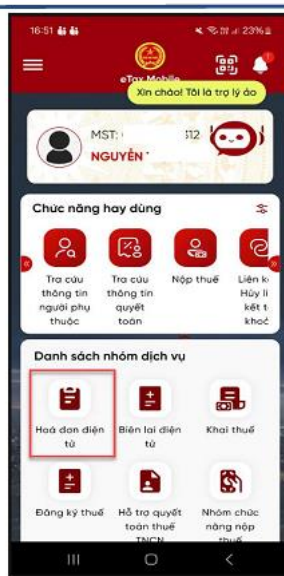 16:51
23%
eTax Mobile
Xin chào! Tôi là trợ lý ảo
MST: 312
NGUYỄN
Chức năng hay dùng
Tra cứu
thông tin
người phụ
thuộc
Tra cứu
thông tin
quyết
toán
Nộp thuế
Liên k
Hủy li
kết t
khoả
Danh sách nhóm dịch vụ
Hoá đơn điện
tử
Biên lai điện
tử
Khai thuế
Đăng ký thuế
Hỗ trợ quyết
toán thuế
TNCN
Nhóm chức
năng nộp
thuế